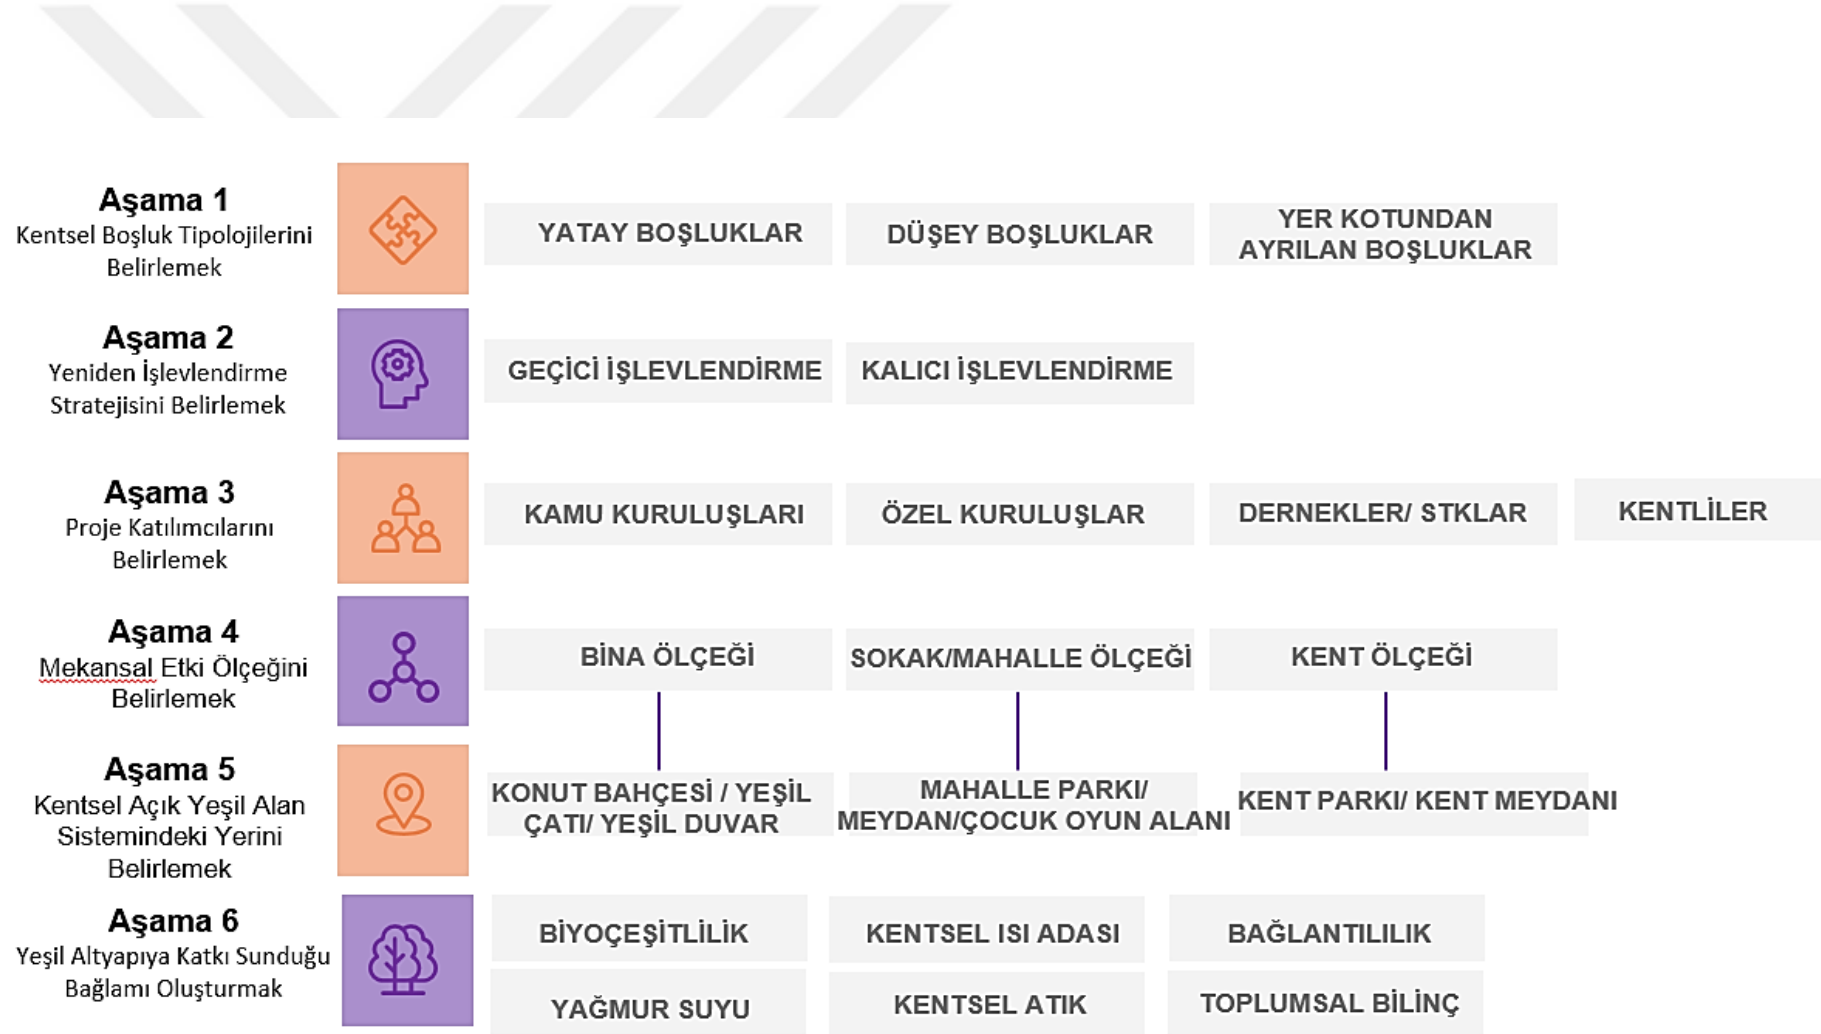 Aşama 1
Kentsel Boşluk Tipolojilerini
Belirlemek
YATAY BOŞLUKLAR
DÜŞEY BOŞLUKLAR
YER KOTUNDAN
AYRILAN BOŞLUKLAR
Aşama 2
Yeniden İşlevlendirme
Stratejisini Belirlemek
GEÇİCİ İŞLEVLENDİRME
KALICI İŞLEVLENDİRME
Aşama 3
Proje Katılımcılarını
Belirlemek
KAMU KURULUŞLARI
ÖZEL KURULUŞLAR
DERNEKLER/ STKLAR
KENTLİLER
Aşama 4
Mekansal Etki Ölçeğini
Belirlemek
BİNA ÖLÇEĞİ
SOKAK/MAHALLE ÖLÇEĞİ
KENT ÖLÇEĞİ
Aşama 5
Kentsel Açık Yeşil Alan
Sistemindeki Yerini
Belirlemek
KONUT BAHÇESİ / YEŞİL
ÇATI/ YEŞİL DUVAR
MAHALLE PARKI/
MEYDAN/ÇOCUK OYUN ALANI
KENT PARKI/ KENT MEYDANI
Aşama 6
Yeşil Altyapıya Katkı Sunduğu
Bağlamı Oluşturmak
BİYOÇEŞİTLİLİK
KENTSEL ISI ADASI
BAĞLANTILILIK
YAĞMUR SUYU
KENTSEL ATIK
TOPLUMSAL BİLİNÇ